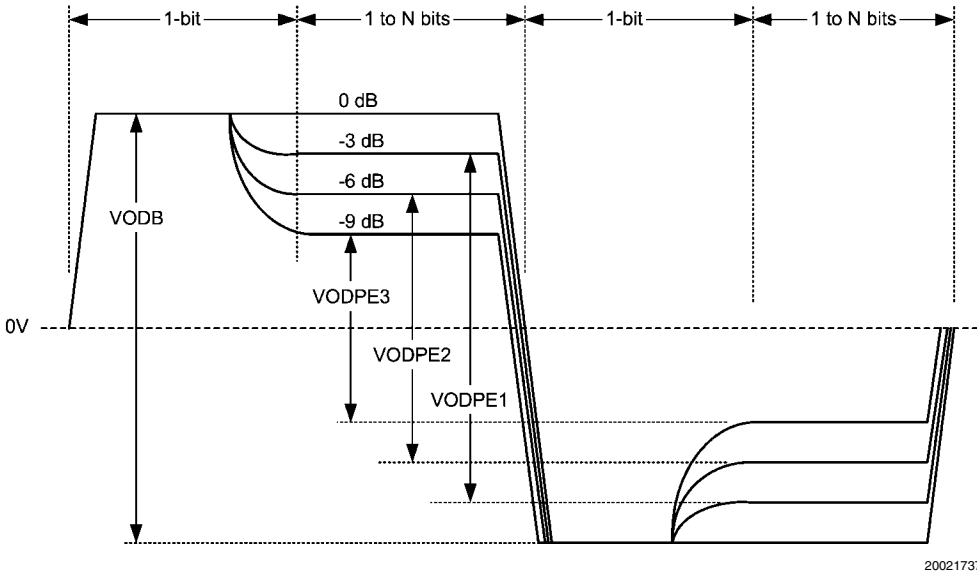 1-bit 1 to N bits 1-bit 1 to N bits
0 dB
-3 dB
-6 dB
VODB
-9 dB
VODPE3
0V
VODPE2
VODPE1